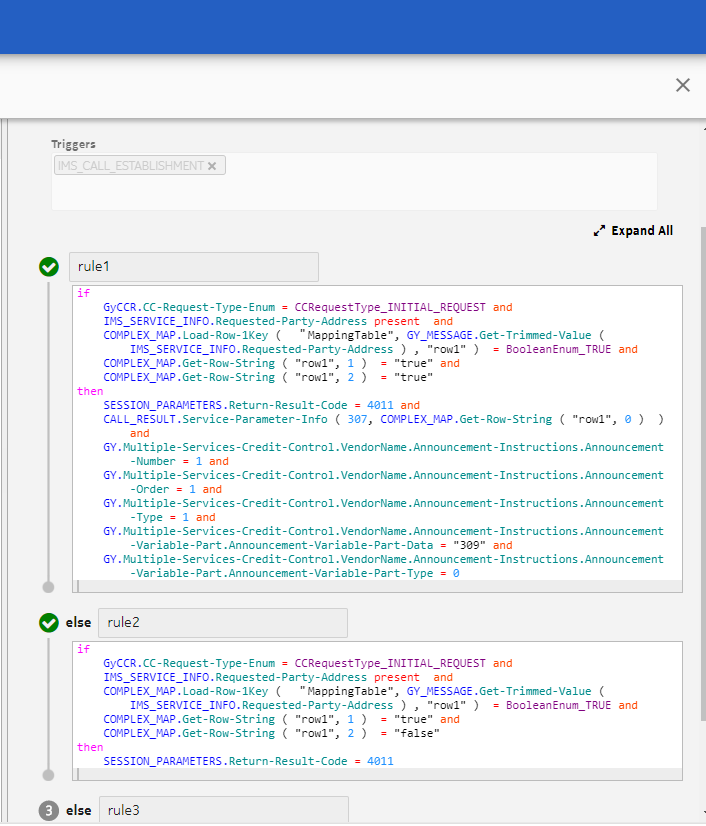 Triggers
IMS_CALL_ESTABLISHMENT ×
Expand All
rule1
if
GyCCR.CC-Request-Type-Enum = CCRequestType_INITIAL_REQUEST and
IMS_SERVICE_INFO.Requested-Party-Address present  and
COMPLEX_MAP.Load-Row-1Key (  "MappingTable", GY_MESSAGE.Get-Trimmed-Value (
IMS_SERVICE_INFO.Requested-Party-Address ) , "row1" )  = BooleanEnum_TRUE and
COMPLEX_MAP.Get-Row-String ( "row1", 1 )  = "true" and
COMPLEX_MAP.Get-Row-String ( "row1", 2 )  = "true"
then
SESSION_PARAMETERS.Return-Result-Code = 4011 and
CALL_RESULT.Service-Parameter-Info ( 307, COMPLEX_MAP.Get-Row-String ( "row1", 0 )  )
and
GY.Multiple-Services-Credit-Control.VendorName.Announcement-Instructions.Announcement
-Number = 1 and
GY.Multiple-Services-Credit-Control.VendorName.Announcement-Instructions.Announcement
-Order = 1 and
GY.Multiple-Services-Credit-Control.VendorName.Announcement-Instructions.Announcement
-Type = 1 and
GY.Multiple-Services-Credit-Control.VendorName.Announcement-Instructions.Announcement
-Variable-Part.Announcement-Variable-Part-Data = "309" and
GY.Multiple-Services-Credit-Control.VendorName.Announcement-Instructions.Announcement
-Variable-Part.Announcement-Variable-Part-Type = 0
else rule2
if
GyCCR.CC-Request-Type-Enum = CCRequestType_INITIAL_REQUEST and
IMS_SERVICE_INFO.Requested-Party-Address present  and
COMPLEX_MAP.Load-Row-1Key (  "MappingTable", GY_MESSAGE.Get-Trimmed-Value (
IMS_SERVICE_INFO.Requested-Party-Address ) , "row1" )  = BooleanEnum_TRUE and
COMPLEX_MAP.Get-Row-String ( "row1", 1 )  = "true" and
COMPLEX_MAP.Get-Row-String ( "row1", 2 )  = "false"
then
SESSION_PARAMETERS.Return-Result-Code = 4011
3 else rule3